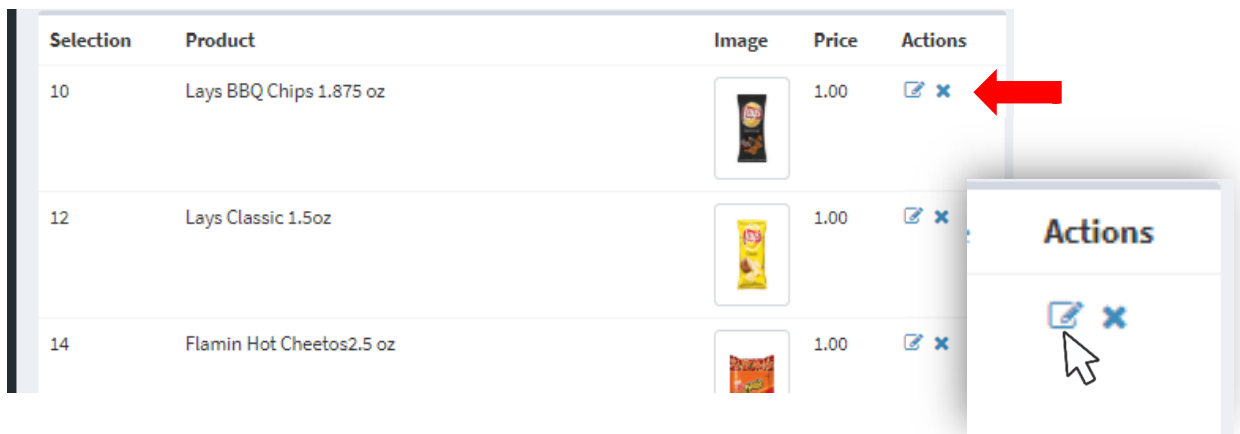 Selection Product Image Price Actions
10 Lays BBQ Chips 1.875 oz 1.00
12 Lays Classic 1.5oz 1.00
14 Flamin Hot Cheetos2.5 oz 1.00
Actions